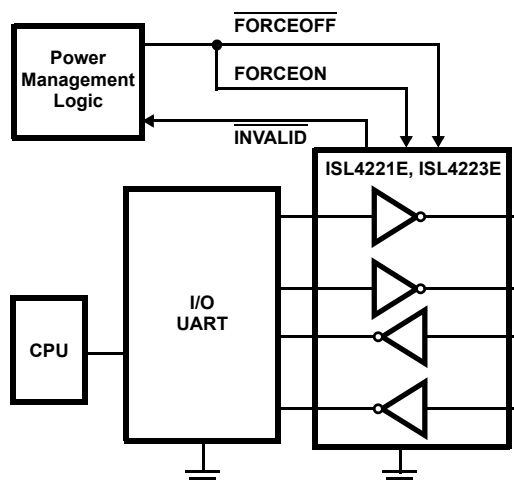 FORCEOFF
Power
Management
Logic
FORCEON
INVALID
ISL4221E, ISL4223E
I/O
UART
CPU